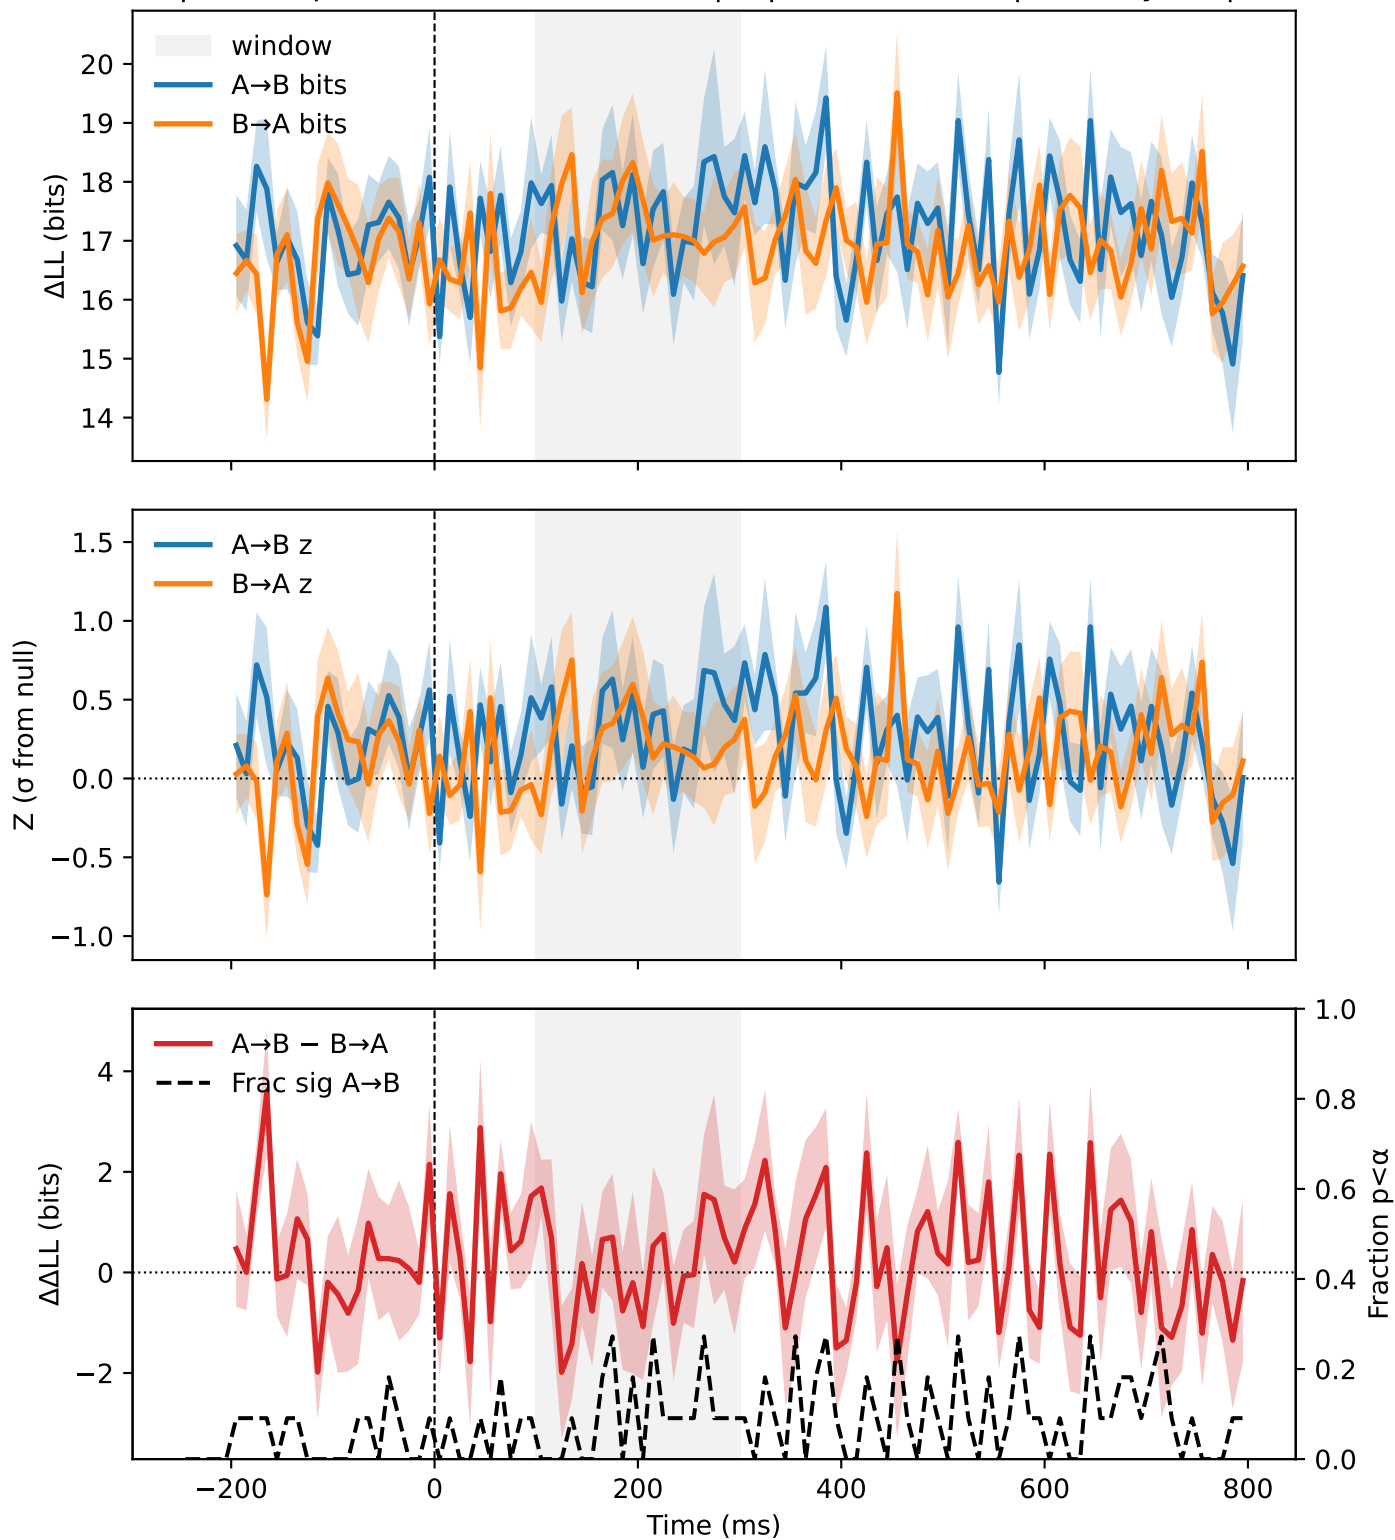 20
19
18
17
16
15
14
ΔLL (bits)
window
A→B bits
B→A bits
1.5
1.0
0.5
0.0
−0.5
−1.0
Z (σ from null)
A→B z
B→A z
4
2
0
−2
ΔΔLL (bits)
A→B − B→A
Frac sig A→B
1.0
0.8
0.6
0.4
0.2
0.0
Fraction p<α
−200 0 200 400 600 800
Time (ms)